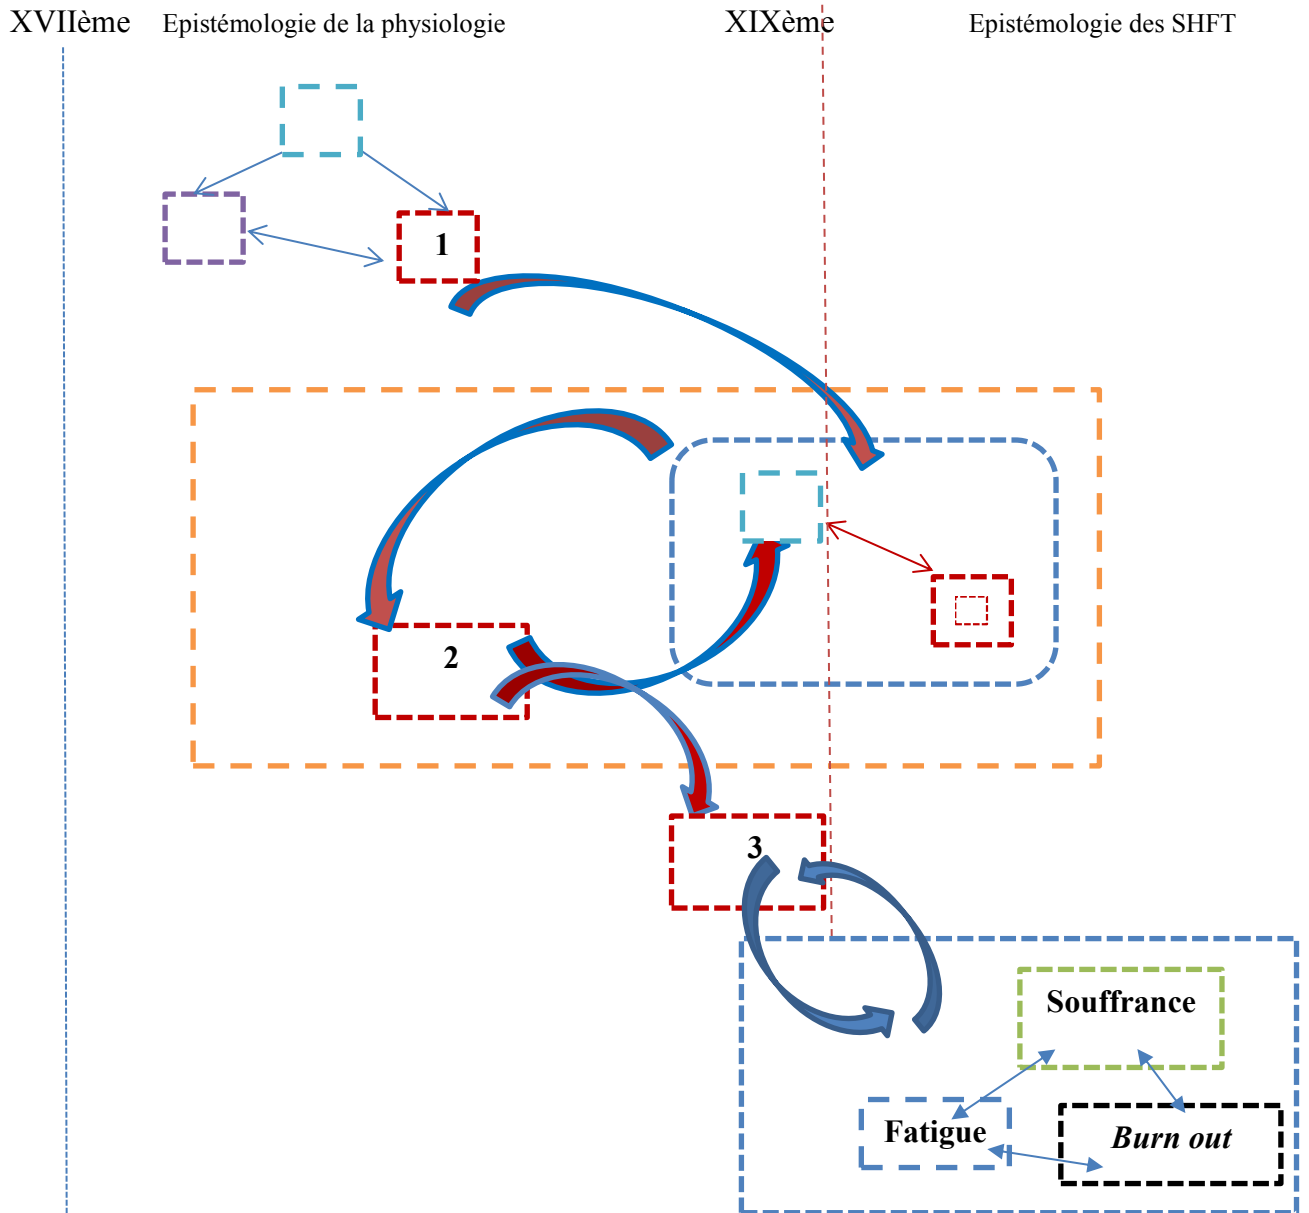 XVIIème Epistémologie de la physiologie XIXème Epistémologie des SHFT
1
2
3
Souffrance
Fatigue
Burn out